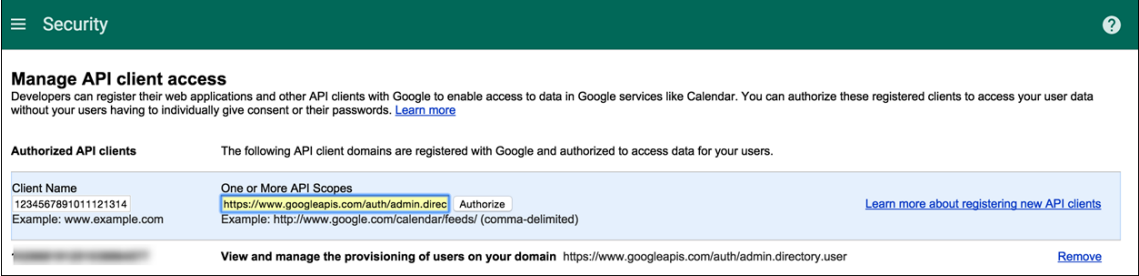 Security
Manage API client access
Developers can register their web applications and other API clients with Google to enable access to data in Google services like Calendar. You can authorize these registered clients to access your user data
without your users having to individually give consent or their passwords. Learn more
Authorized API clients The following API client domains are registered with Google and authorized to access data for your users.
Client Name One or More API Scopes
1234567891011121314 https://www.googleapis.com/auth/admin.direc Authorize Learn more about registering new API clients
Example: www.example.com Example: http://www.google.com/calendar/feeds/ (comma-delimited)
View and manage the provisioning of users on your domain https://www.googleapis.com/auth/admin.directory.user Remove